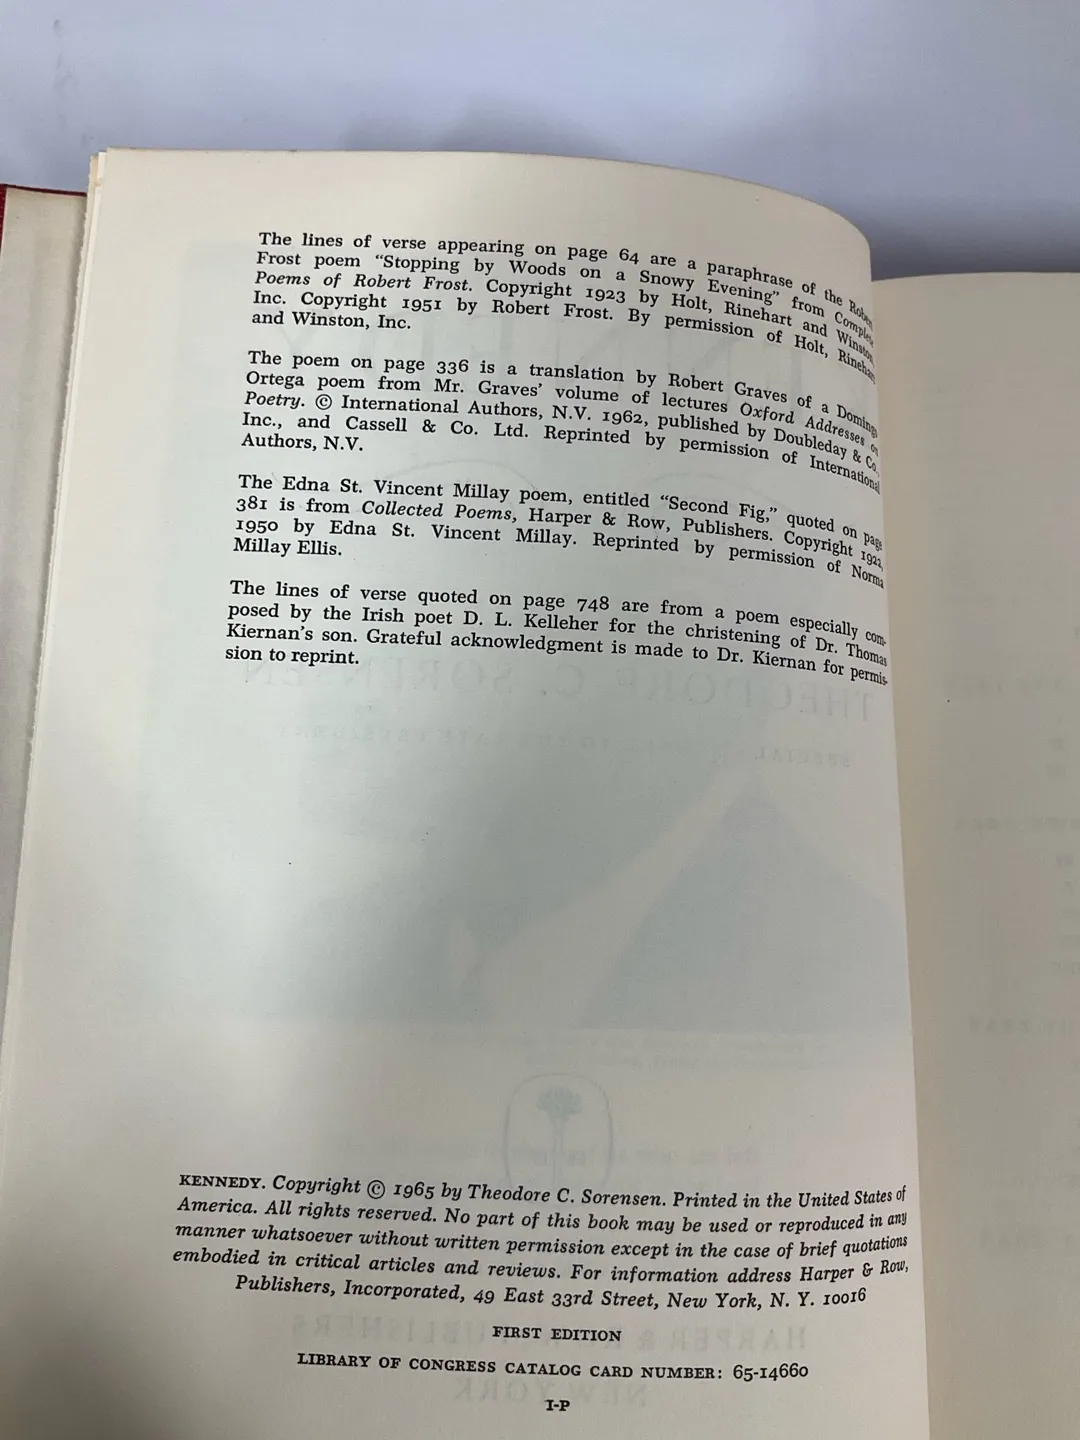 The lines of verse appearing on page 64 are a paraphrase of the Robert
Frost poem “Stopping by Woods on a Snowy Evening” from Complete
Poems of Robert Frost. Copyright 1923 by Holt, Rinehart and Winston,
Inc. Copyright 1951 by Robert Frost. By permission of Holt, Rinehart
and Winston, Inc.
The poem on page 336 is a translation by Robert Graves of a Domingo
Ortega poem from Mr. Graves’ volume of lectures Oxford Addresses on
Poetry. © International Authors, N.V. 1962, published by Doubleday & Co.,
Inc., and Cassell & Co. Ltd. Reprinted by permission of International
Authors, N.V.
The Edna St. Vincent Millay poem, entitled “Second Fig,” quoted on page
381 is from Collected Poems, Harper & Row, Publishers. Copyright 1922,
1950 by Edna St. Vincent Millay. Reprinted by permission of Norma
Millay Ellis.
The lines of verse quoted on page 748 are from a poem especially com-
posed by the Irish poet D. L. Kelleher for the christening of Dr. Thomas
Kiernan’s son. Grateful acknowledgment is made to Dr. Kiernan for permis-
sion to reprint.
THEODORE C. SORENSEN
KENNEDY. Copyright © 1965 by Theodore C. Sorensen. Printed in the United States of
America. All rights reserved. No part of this book may be used or reproduced in any
manner whatsoever without written permission except in the case of brief quotations
embodied in critical articles and reviews. For information address Harper & Row,
Publishers, Incorporated, 49 East 33rd Street, New York, N. Y. 10016
FIRST EDITION
LIBRARY OF CONGRESS CATALOG CARD NUMBER: 65-14660
I-P